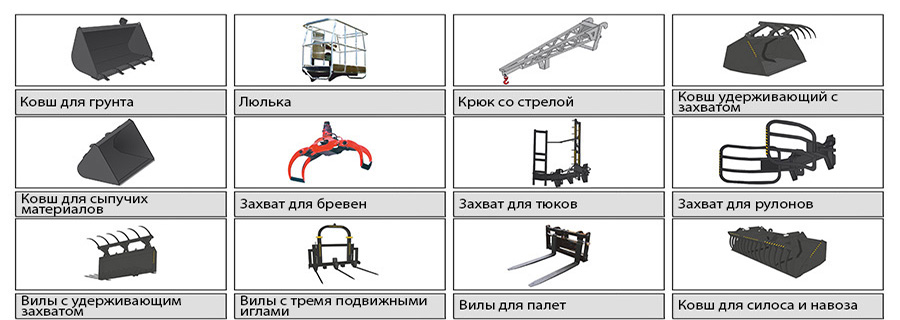 Ковш для грунта
Люлька
Крюк со стрелой
Ковш удерживающий с
захватом
Ковш для сыпучих
материалов
Захват для бревен
Захват для тюков
Захват для рулонов
Вилы с удерживающим
захватом
Вилы с тремя подвижными
иглами
Вилы для палет
Ковш для силоса и навоза